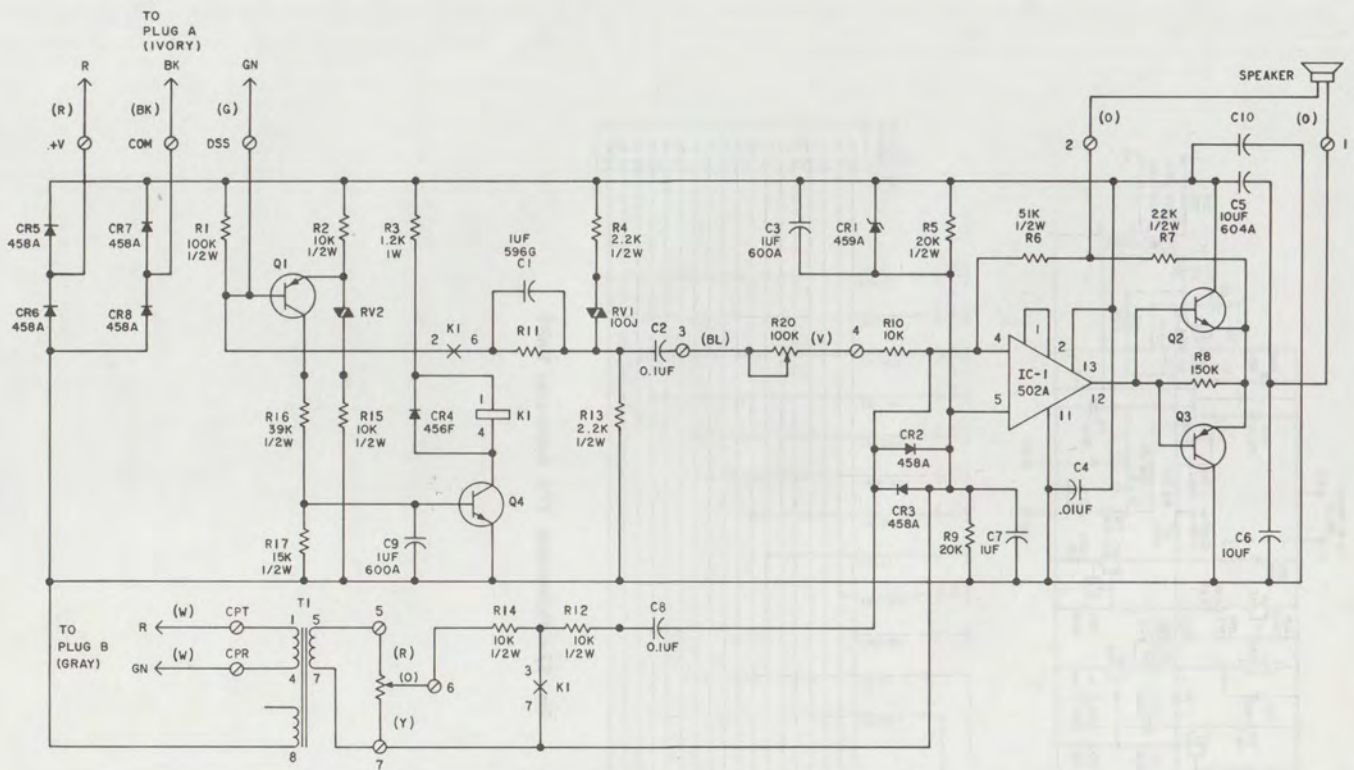 TO
PLUG A
(IVORY)
R
BK
GN
(R)
(BK)
(G)
+V
COM
DSS
SPEAKER
(O)
C10
(O)
2
1
CR5
458A
CR7
458A
R1
100K
1/2W
R2
10K
1/2W
R3
1.2K
1W
1UF
596G
C1
R4
2.2K
1/2W
C3
1UF
600A
CR1
459A
R5
20K
1/2W
51K
1/2W
R6
22K
1/2W
R7
C5
10UF
604A
Q1
CR6
458A
CR8
458A
RV2
2
K1
6
R11
RV1
100J
C2
0.1UF
3
(BL)
R20
100K
(V)
4
R10
10K
4
1
2
IC-1
502A
13
12
11
5
Q2
R8
150K
Q3
R16
39K
1/2W
R15
10K
1/2W
CR4
456F
1
K1
4
R13
2.2K
1/2W
CR2
458A
CR3
458A
C4
.01UF
Q4
R17
15K
1/2W
C9
1UF
600A
R9
20K
C7
1UF
C6
10UF
TO
PLUG B
(GRAY)
R
(W)
CPT
GN
(W)
CPR
T1
1
5
4
7
8
5
(R)
(O)
6
(Y)
7
R14
10K
1/2W
R12
10K
1/2W
C8
0.1UF
3
K1
7